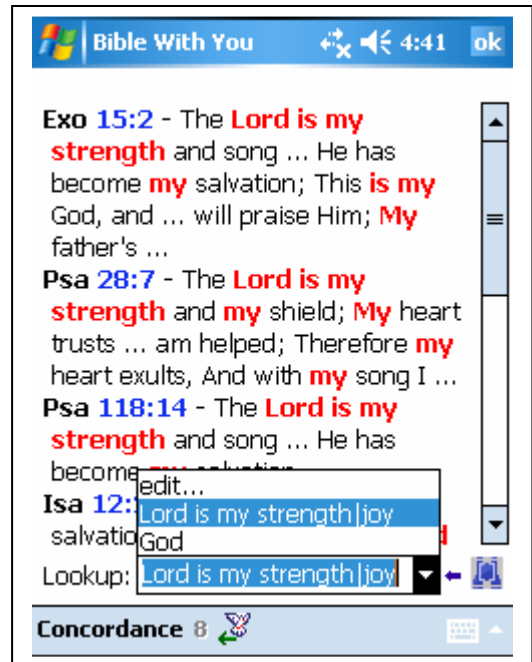 Bible With You 4:41 ok
Exo 15:2 - The Lord is my
strength and song ... He has
become my salvation; This is my
God, and ... will praise Him; My
father's ...
Psa 28:7 - The Lord is my
strength and my shield; My heart
trusts ... am helped; Therefore my
heart exults, And with my song I ...
Psa 118:14 - The Lord is my
strength and song ... He has
become
edit...
Isa 12:
Lord is my strength|joy
God
Lookup: Lord is my strength|joy
Concordance 8